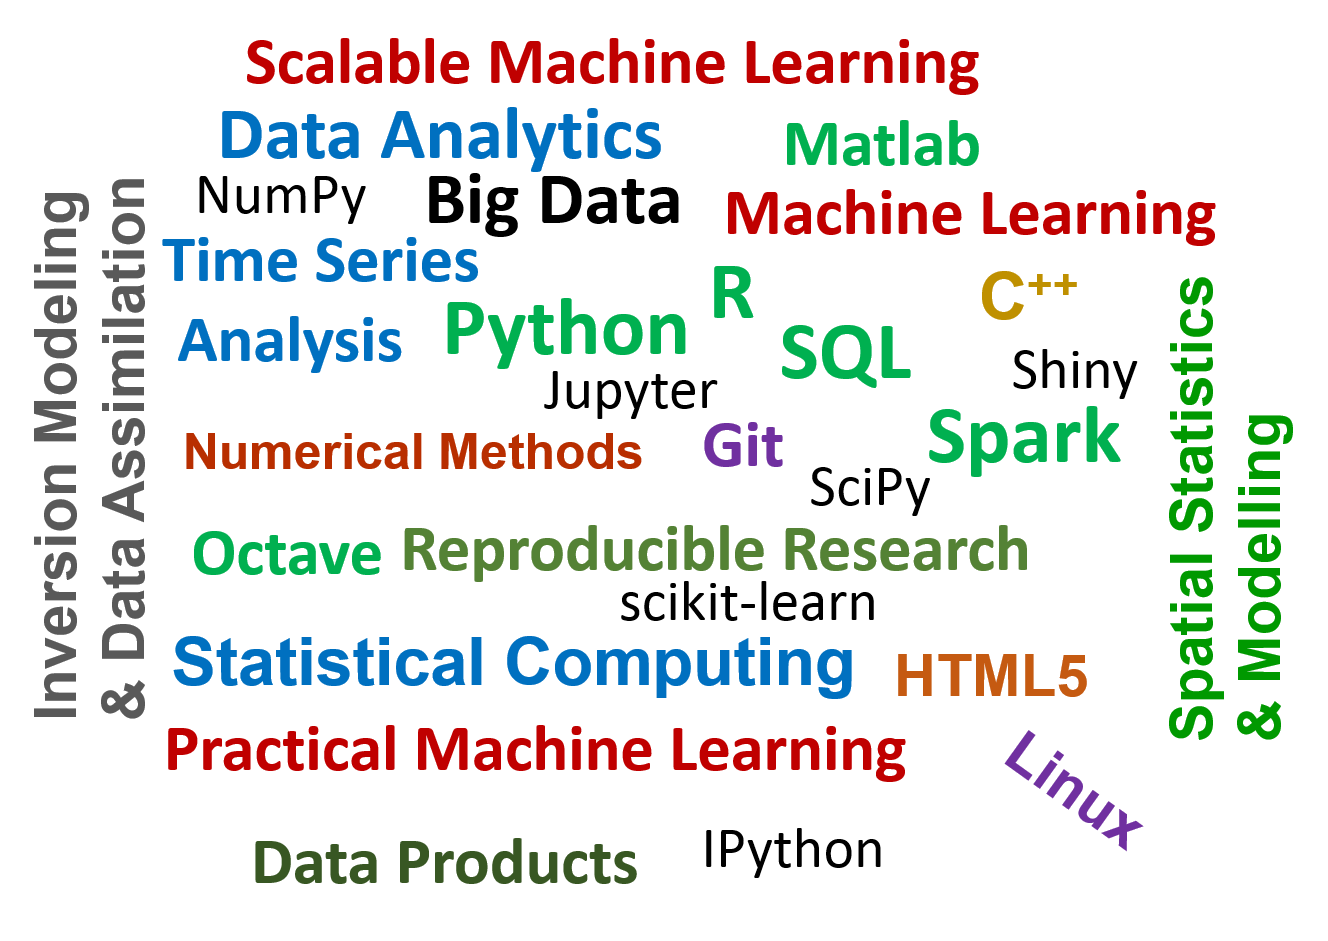 Scalable Machine Learning
Data Analytics
Matlab
NumPy
Big Data
Machine Learning
Time Series
Analysis
Python
R
C++
SQL
Jupyter
Shiny
Numerical Methods
Git
Spark
SciPy
Octave
Reproducible Research
scikit-learn
Statistical Computing
HTML5
Practical Machine Learning
Linux
Data Products
IPython
Inversion Modeling
& Data Assimilation
Spatial Statistics
& Modelling